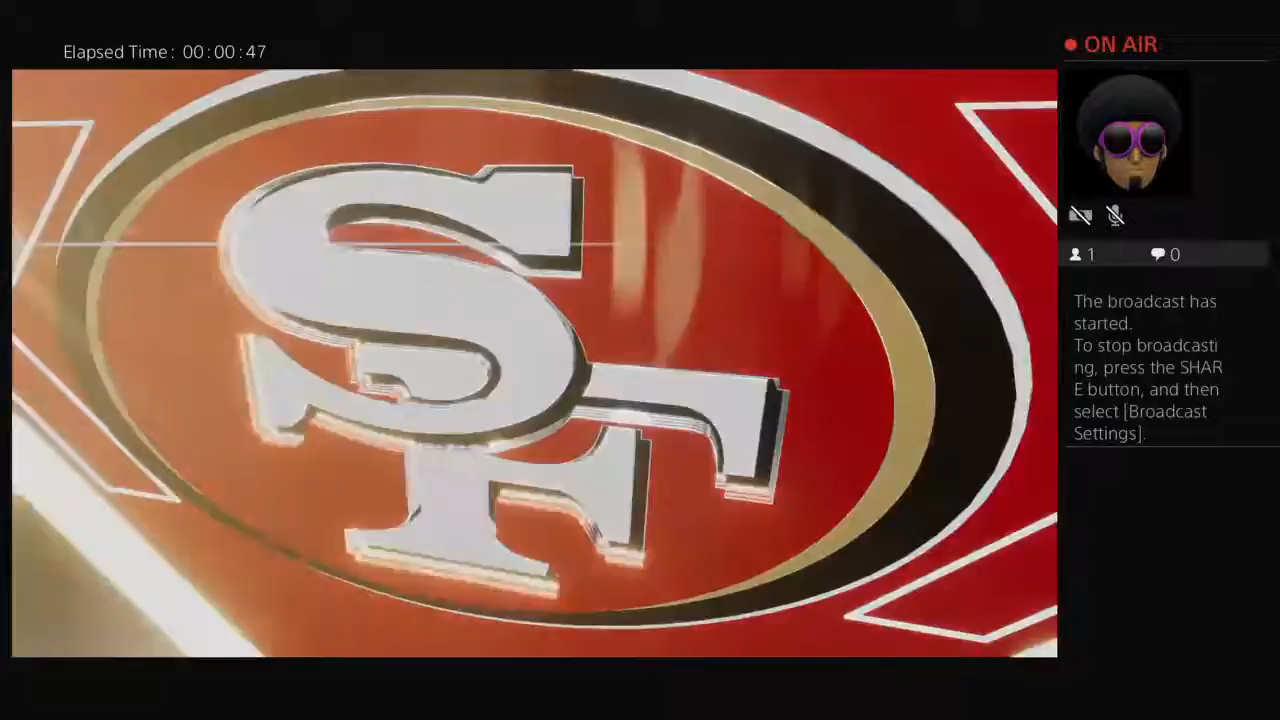 Elapsed Time: 00:00:47
ON AIR
SF
1 0
The broadcast has
started.
To stop broadcasti
ng, press the SHAR
E button, and then
select [Broadcast
Settings].